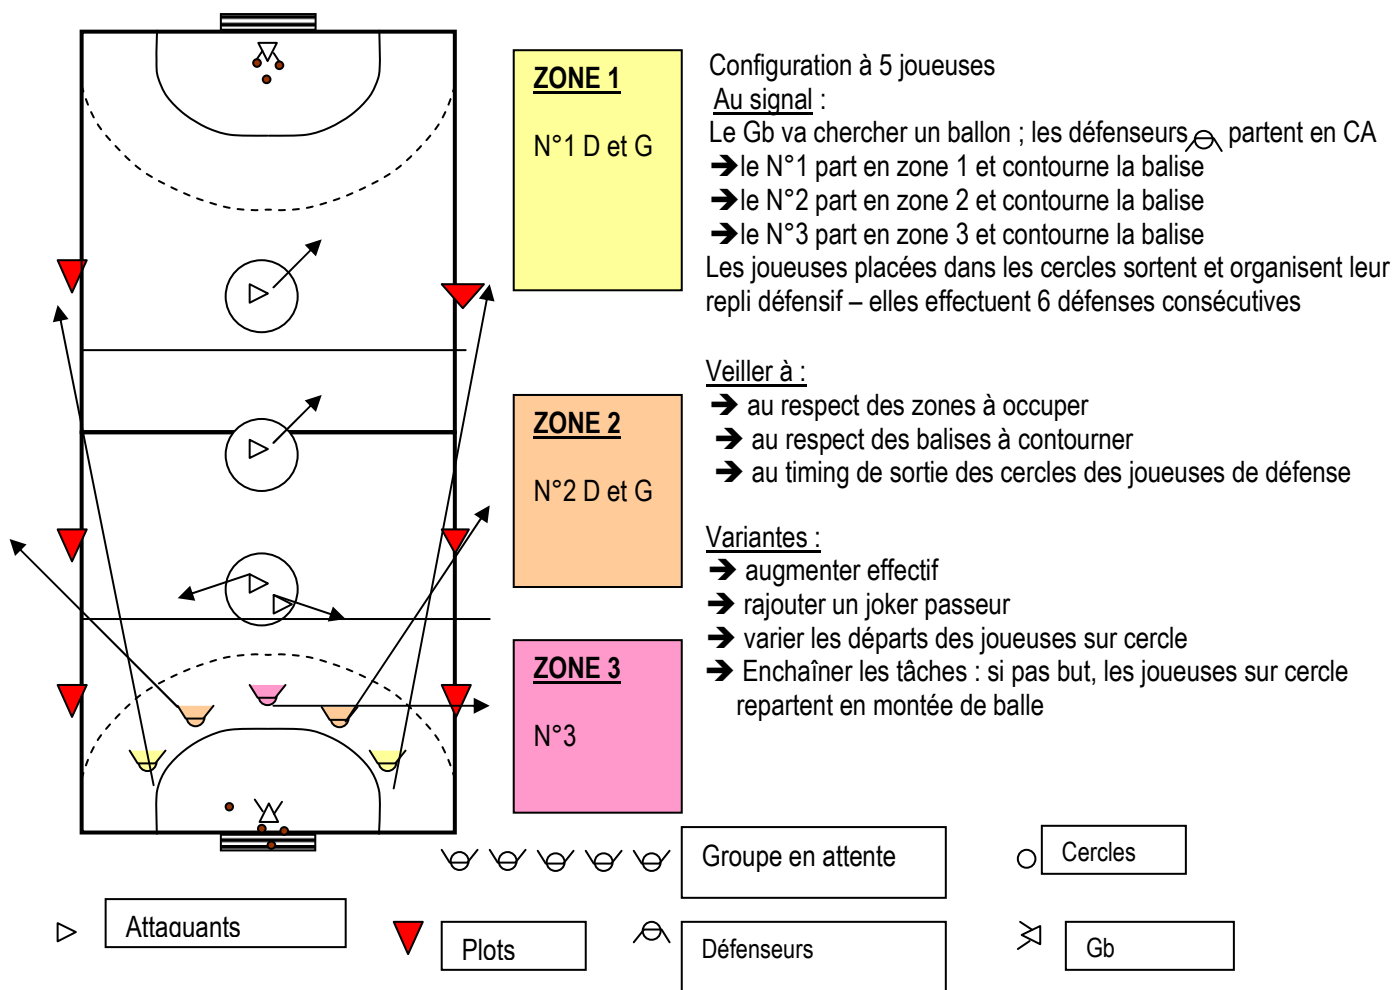 ZONE 1
N°1 D et G
ZONE 2
N°2 D et G
ZONE 3
N°3
Configuration à 5 joueuses
Au signal :
Le Gb va chercher un ballon ; les défenseurs partent en CA
➔le N°1 part en zone 1 et contourne la balise
➔le N°2 part en zone 2 et contourne la balise
➔le N°3 part en zone 3 et contourne la balise
Les joueuses placées dans les cercles sortent et organisent leur
repli défensif – elles effectuent 6 défenses consécutives
Veiller à :
➔ au respect des zones à occuper
➔ au respect des balises à contourner
➔ au timing de sortie des cercles des joueuses de défense
Variantes :
➔ augmenter effectif
➔ rajouter un joker passeur
➔ varier les départs des joueuses sur cercle
➔ Enchaîner les tâches : si pas but, les joueuses sur cercle
repartent en montée de balle
Groupe en attente
Cercles
Attaquants
Plots
Défenseurs
Gb